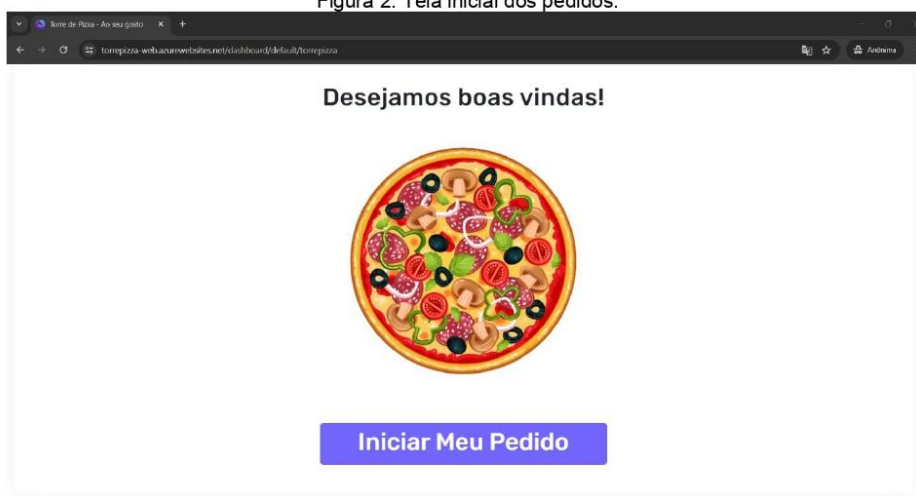 Figura 2. Tela inicial dos pedidos.
Torre de Pizza - Ao seu gosto
torrepizza-web.azurewebsites.net/dashboard/default/torrepizza
Anônima
Desejamos boas vindas!
Iniciar Meu Pedido